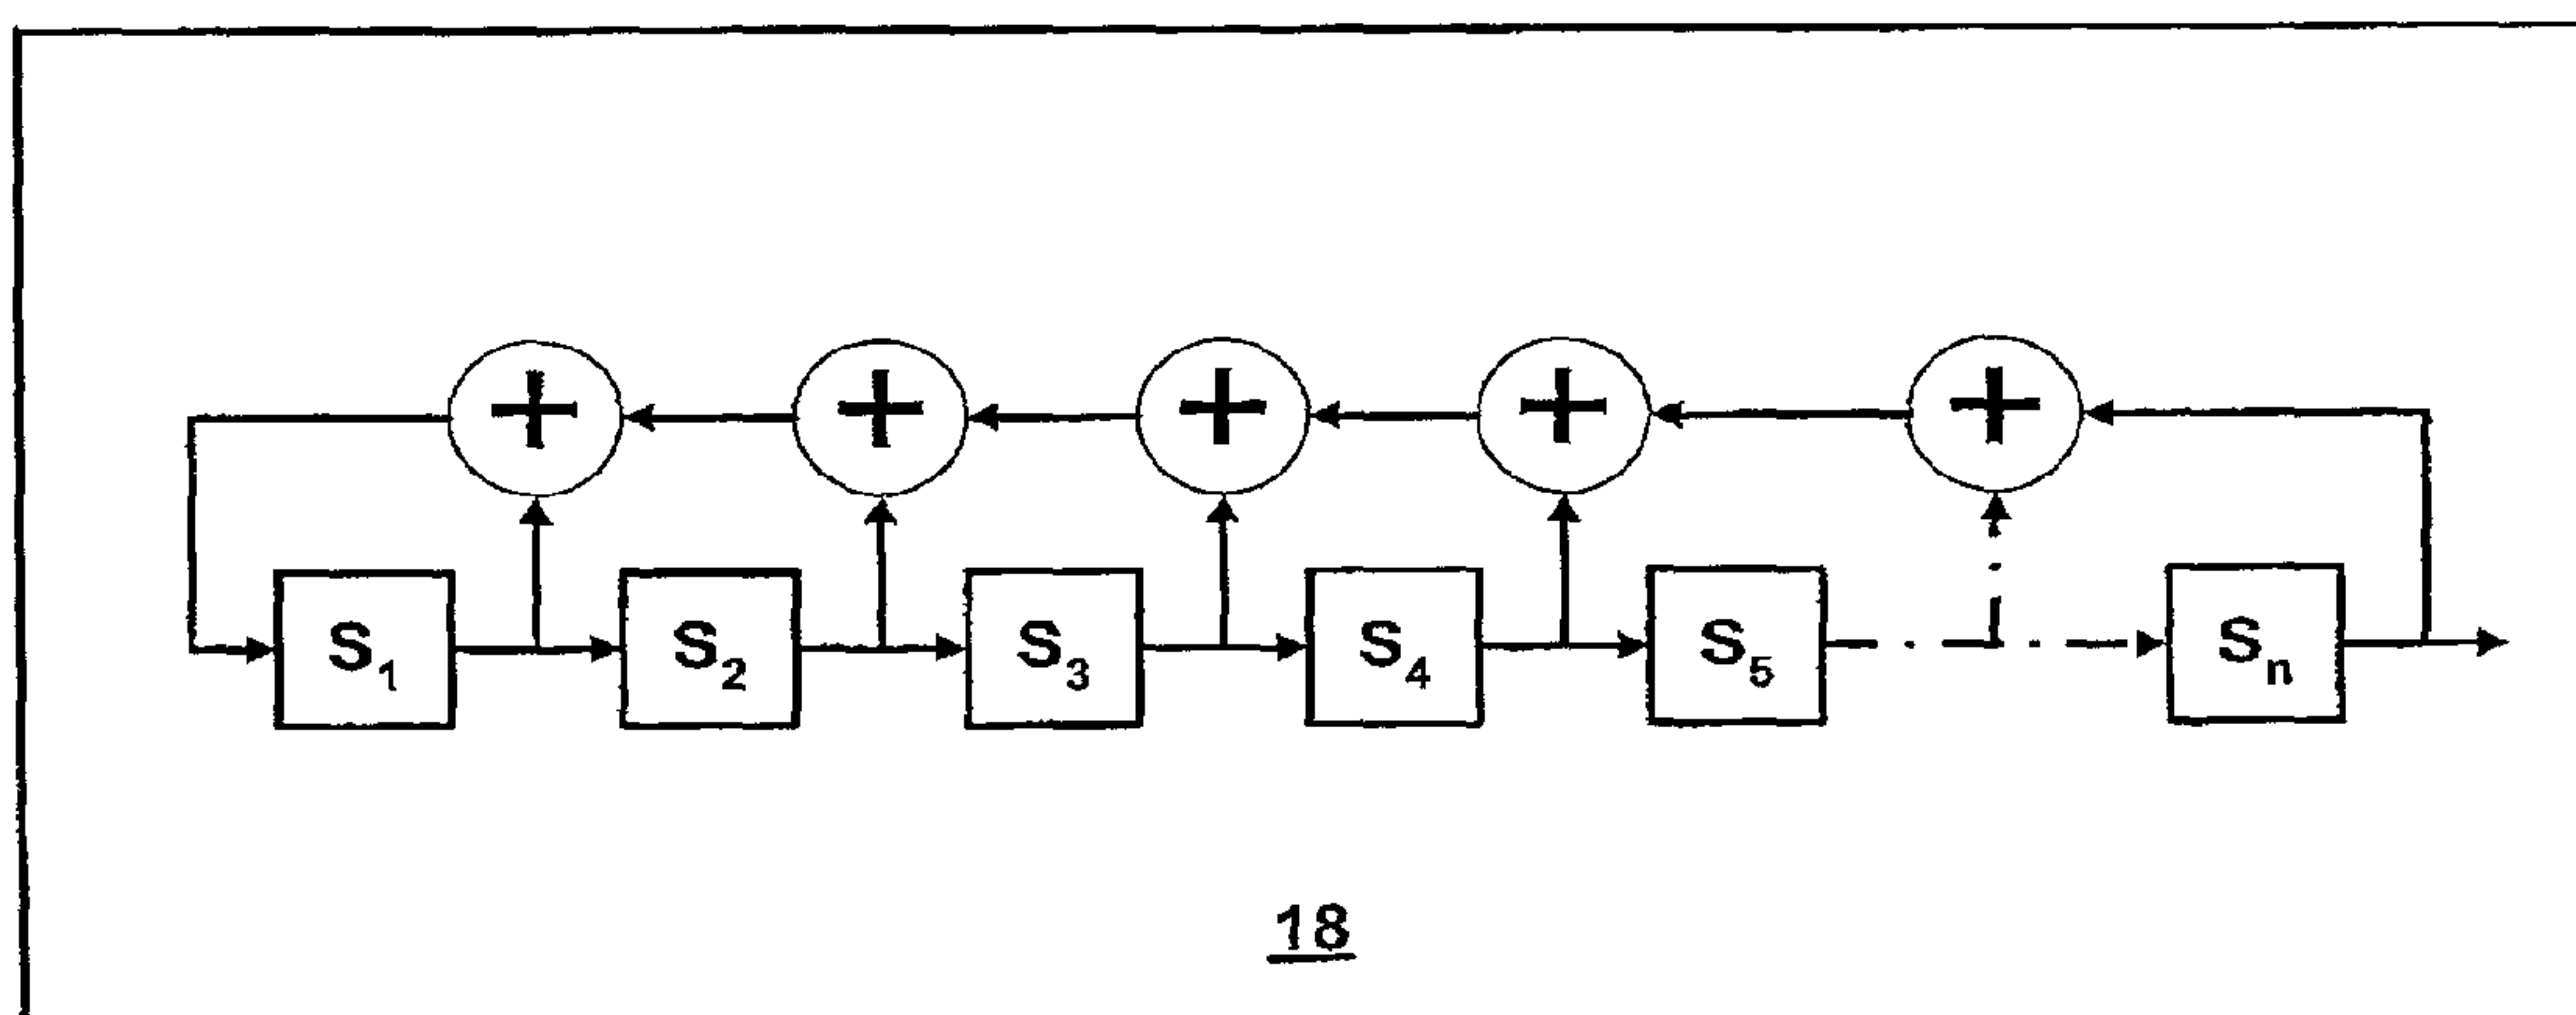 + + + + +
S₁ S₂ S₃ S₄ S₅ Sₙ
18